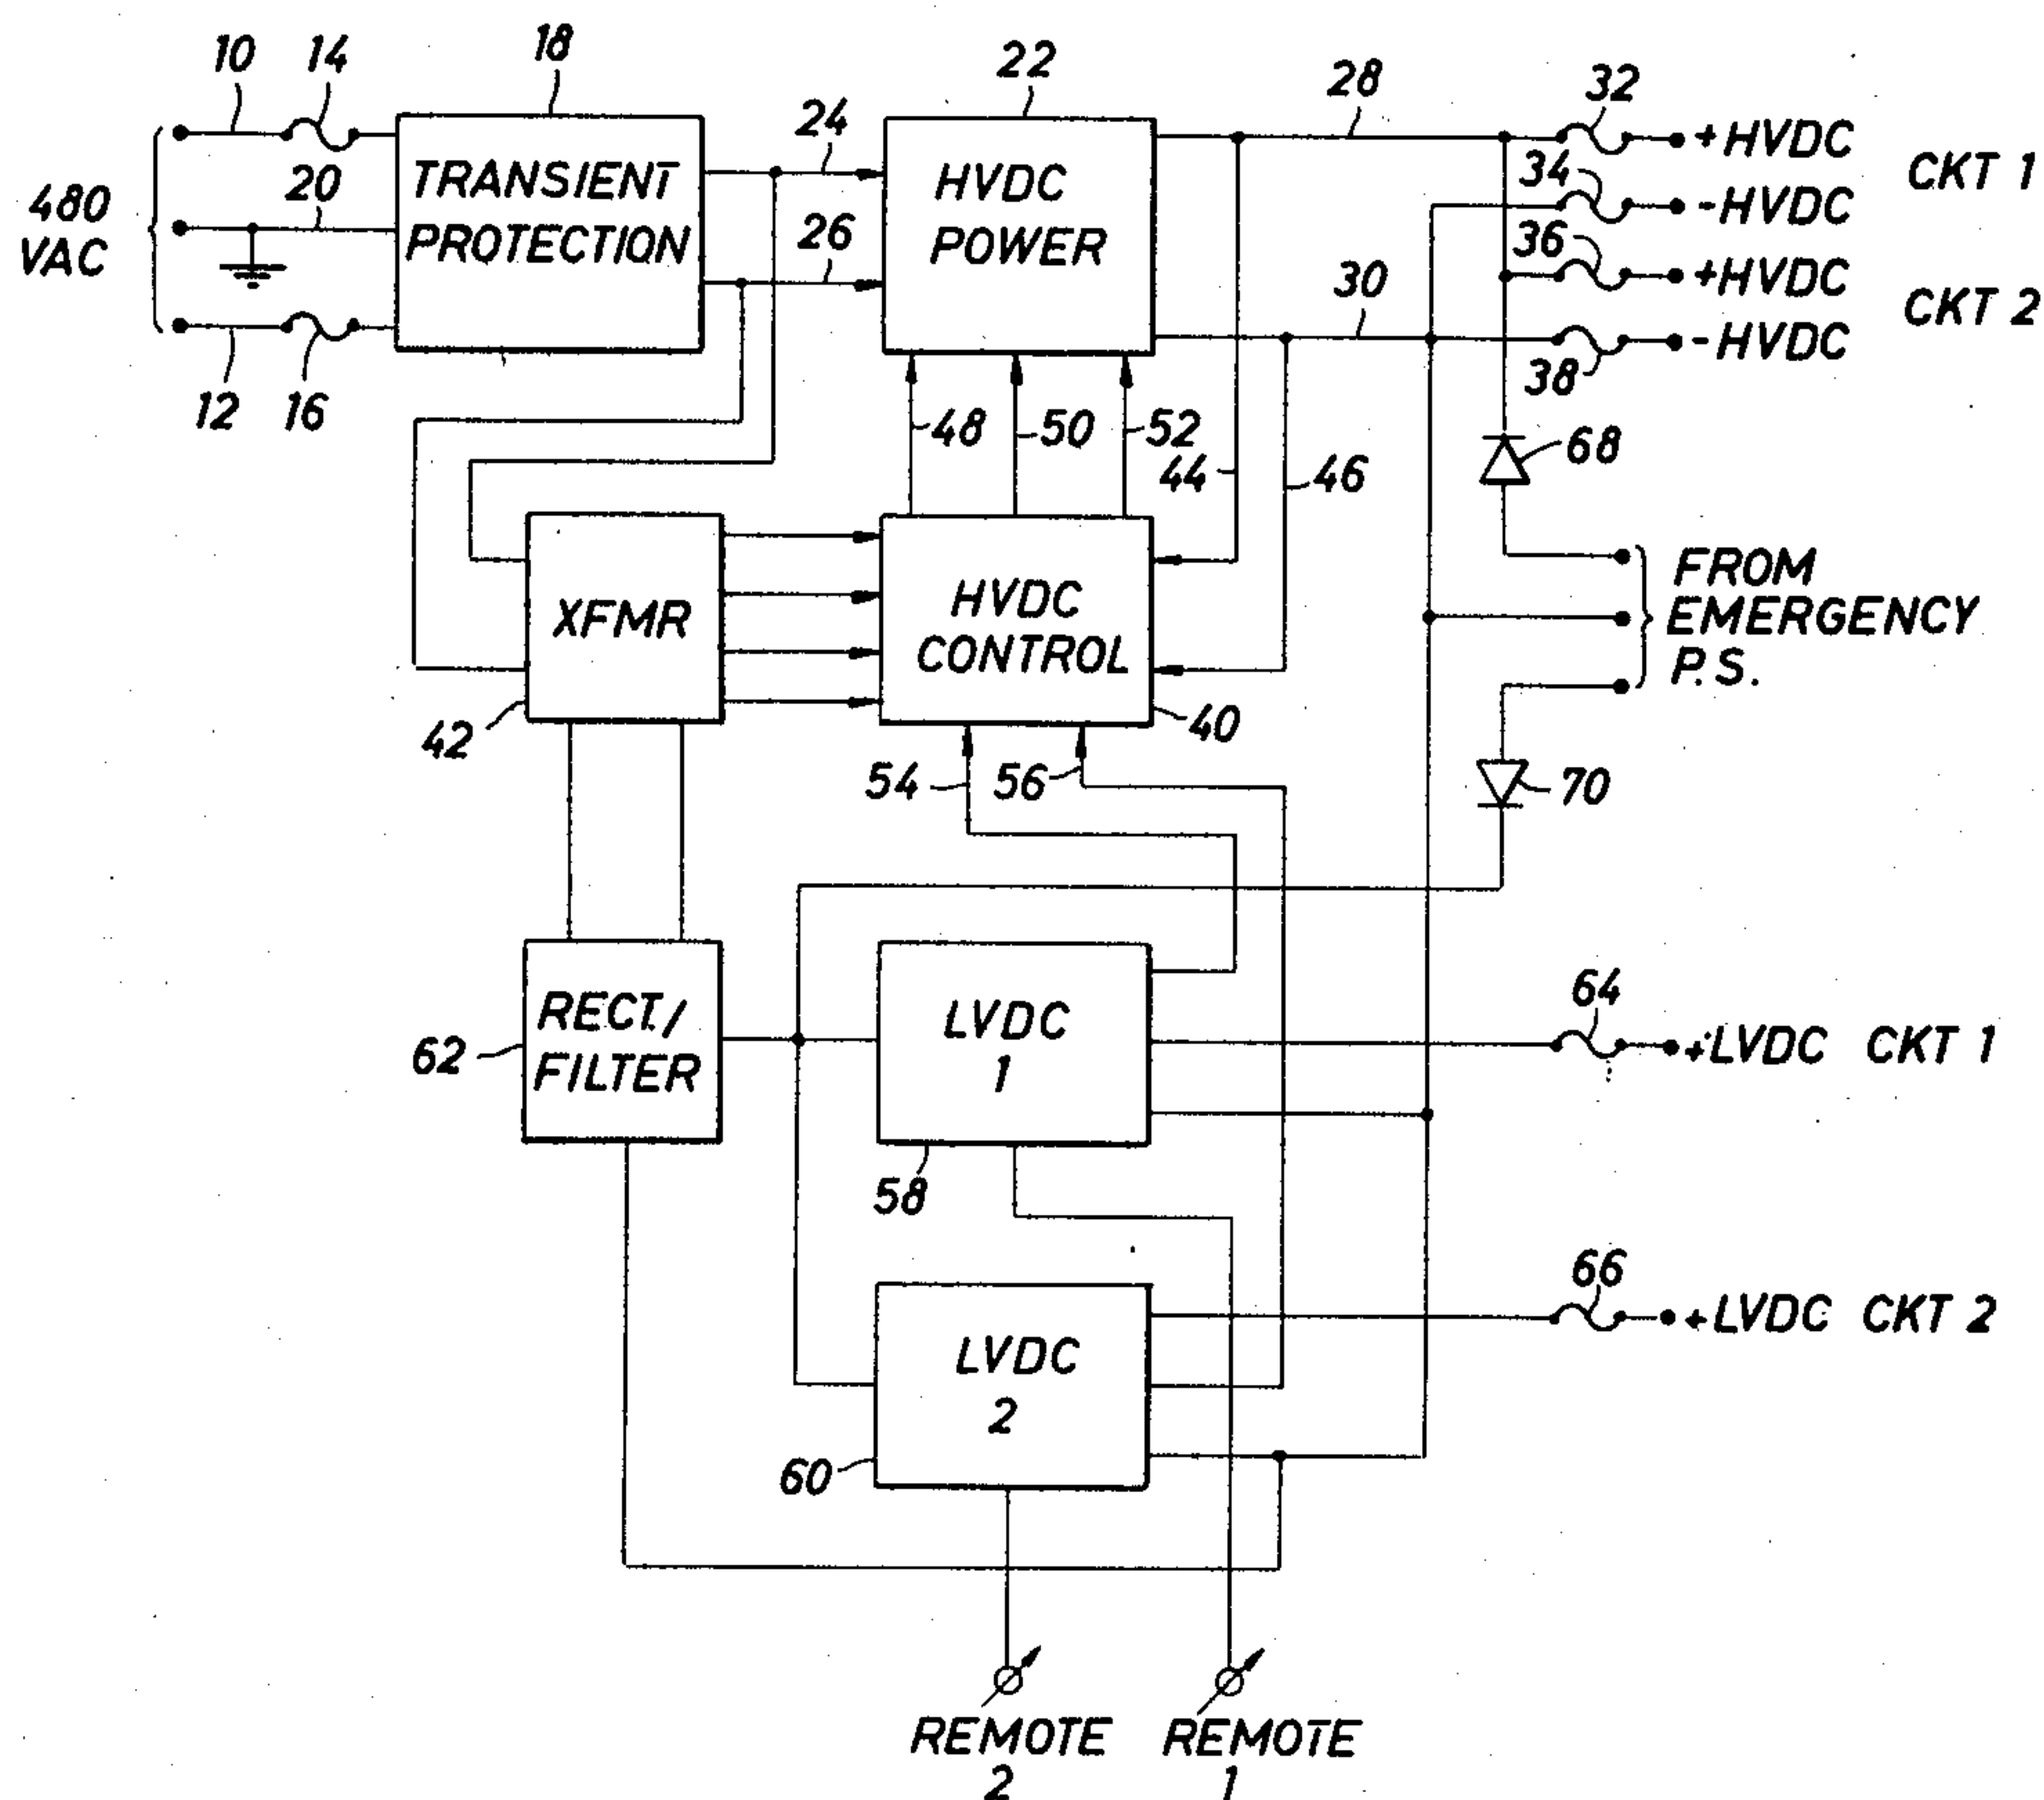 10
14
18
22
24
28
32
+HVDC
CKT 1
480
VAC
20
TRANSIENT
PROTECTION
HVDC
POWER
34
-HVDC
26
30
36
+HVDC
CKT 2
38
-HVDC
12
16
48
50
52
44
46
68
XFMR
HVDC
CONTROL
FROM
EMERGENCY
P.S.
42
40
54
56
70
RECT./
FILTER
62
LVDC
1
58
64
+LVDC CKT 1
LVDC
2
60
66
+LVDC CKT 2
REMOTE
2
REMOTE
1